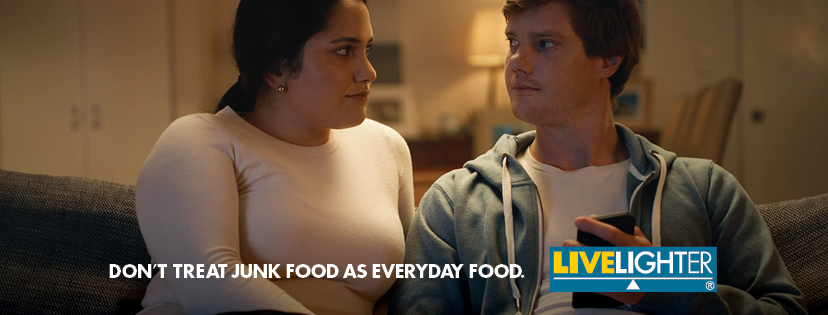 DON'T TREAT JUNK FOOD AS EVERYDAY FOOD.
LIVELIGHTER®